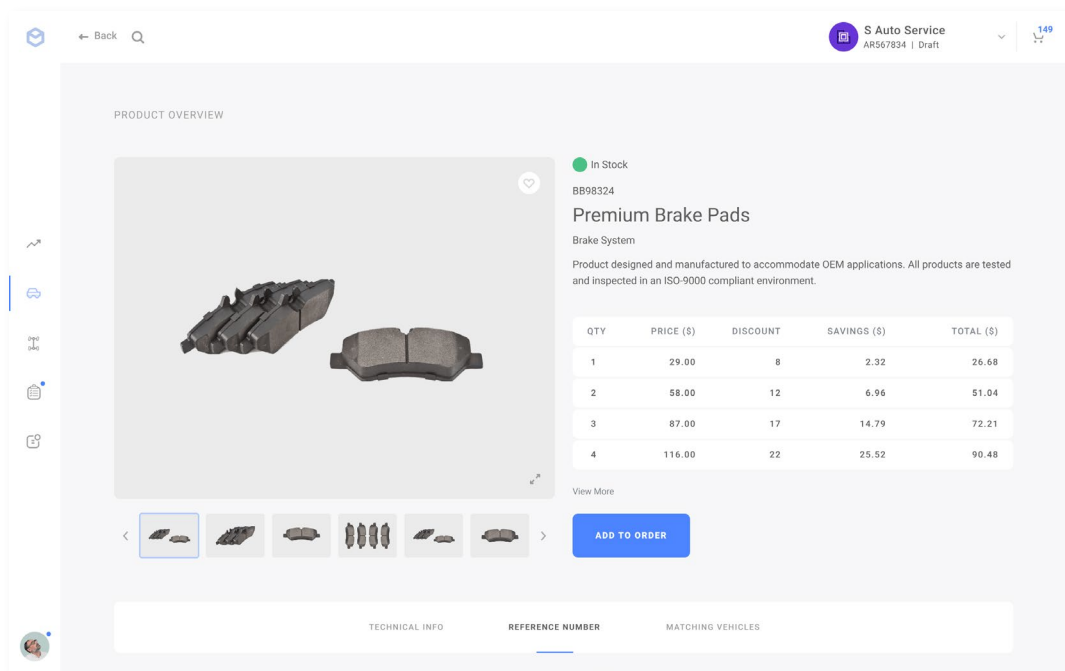 ← Back
S Auto Service
AR567834 | Draft
149
PRODUCT OVERVIEW
In Stock
BB98324
Premium Brake Pads
Brake System
Product designed and manufactured to accommodate OEM applications. All products are tested
and inspected in an ISO-9000 compliant environment.
QTY PRICE ($) DISCOUNT SAVINGS ($) TOTAL ($)
1 29.00 8 2.32 26.68
2 58.00 12 6.96 51.04
3 87.00 17 14.79 72.21
4 116.00 22 25.52 90.48
View More
ADD TO ORDER
TECHNICAL INFO REFERENCE NUMBER MATCHING VEHICLES